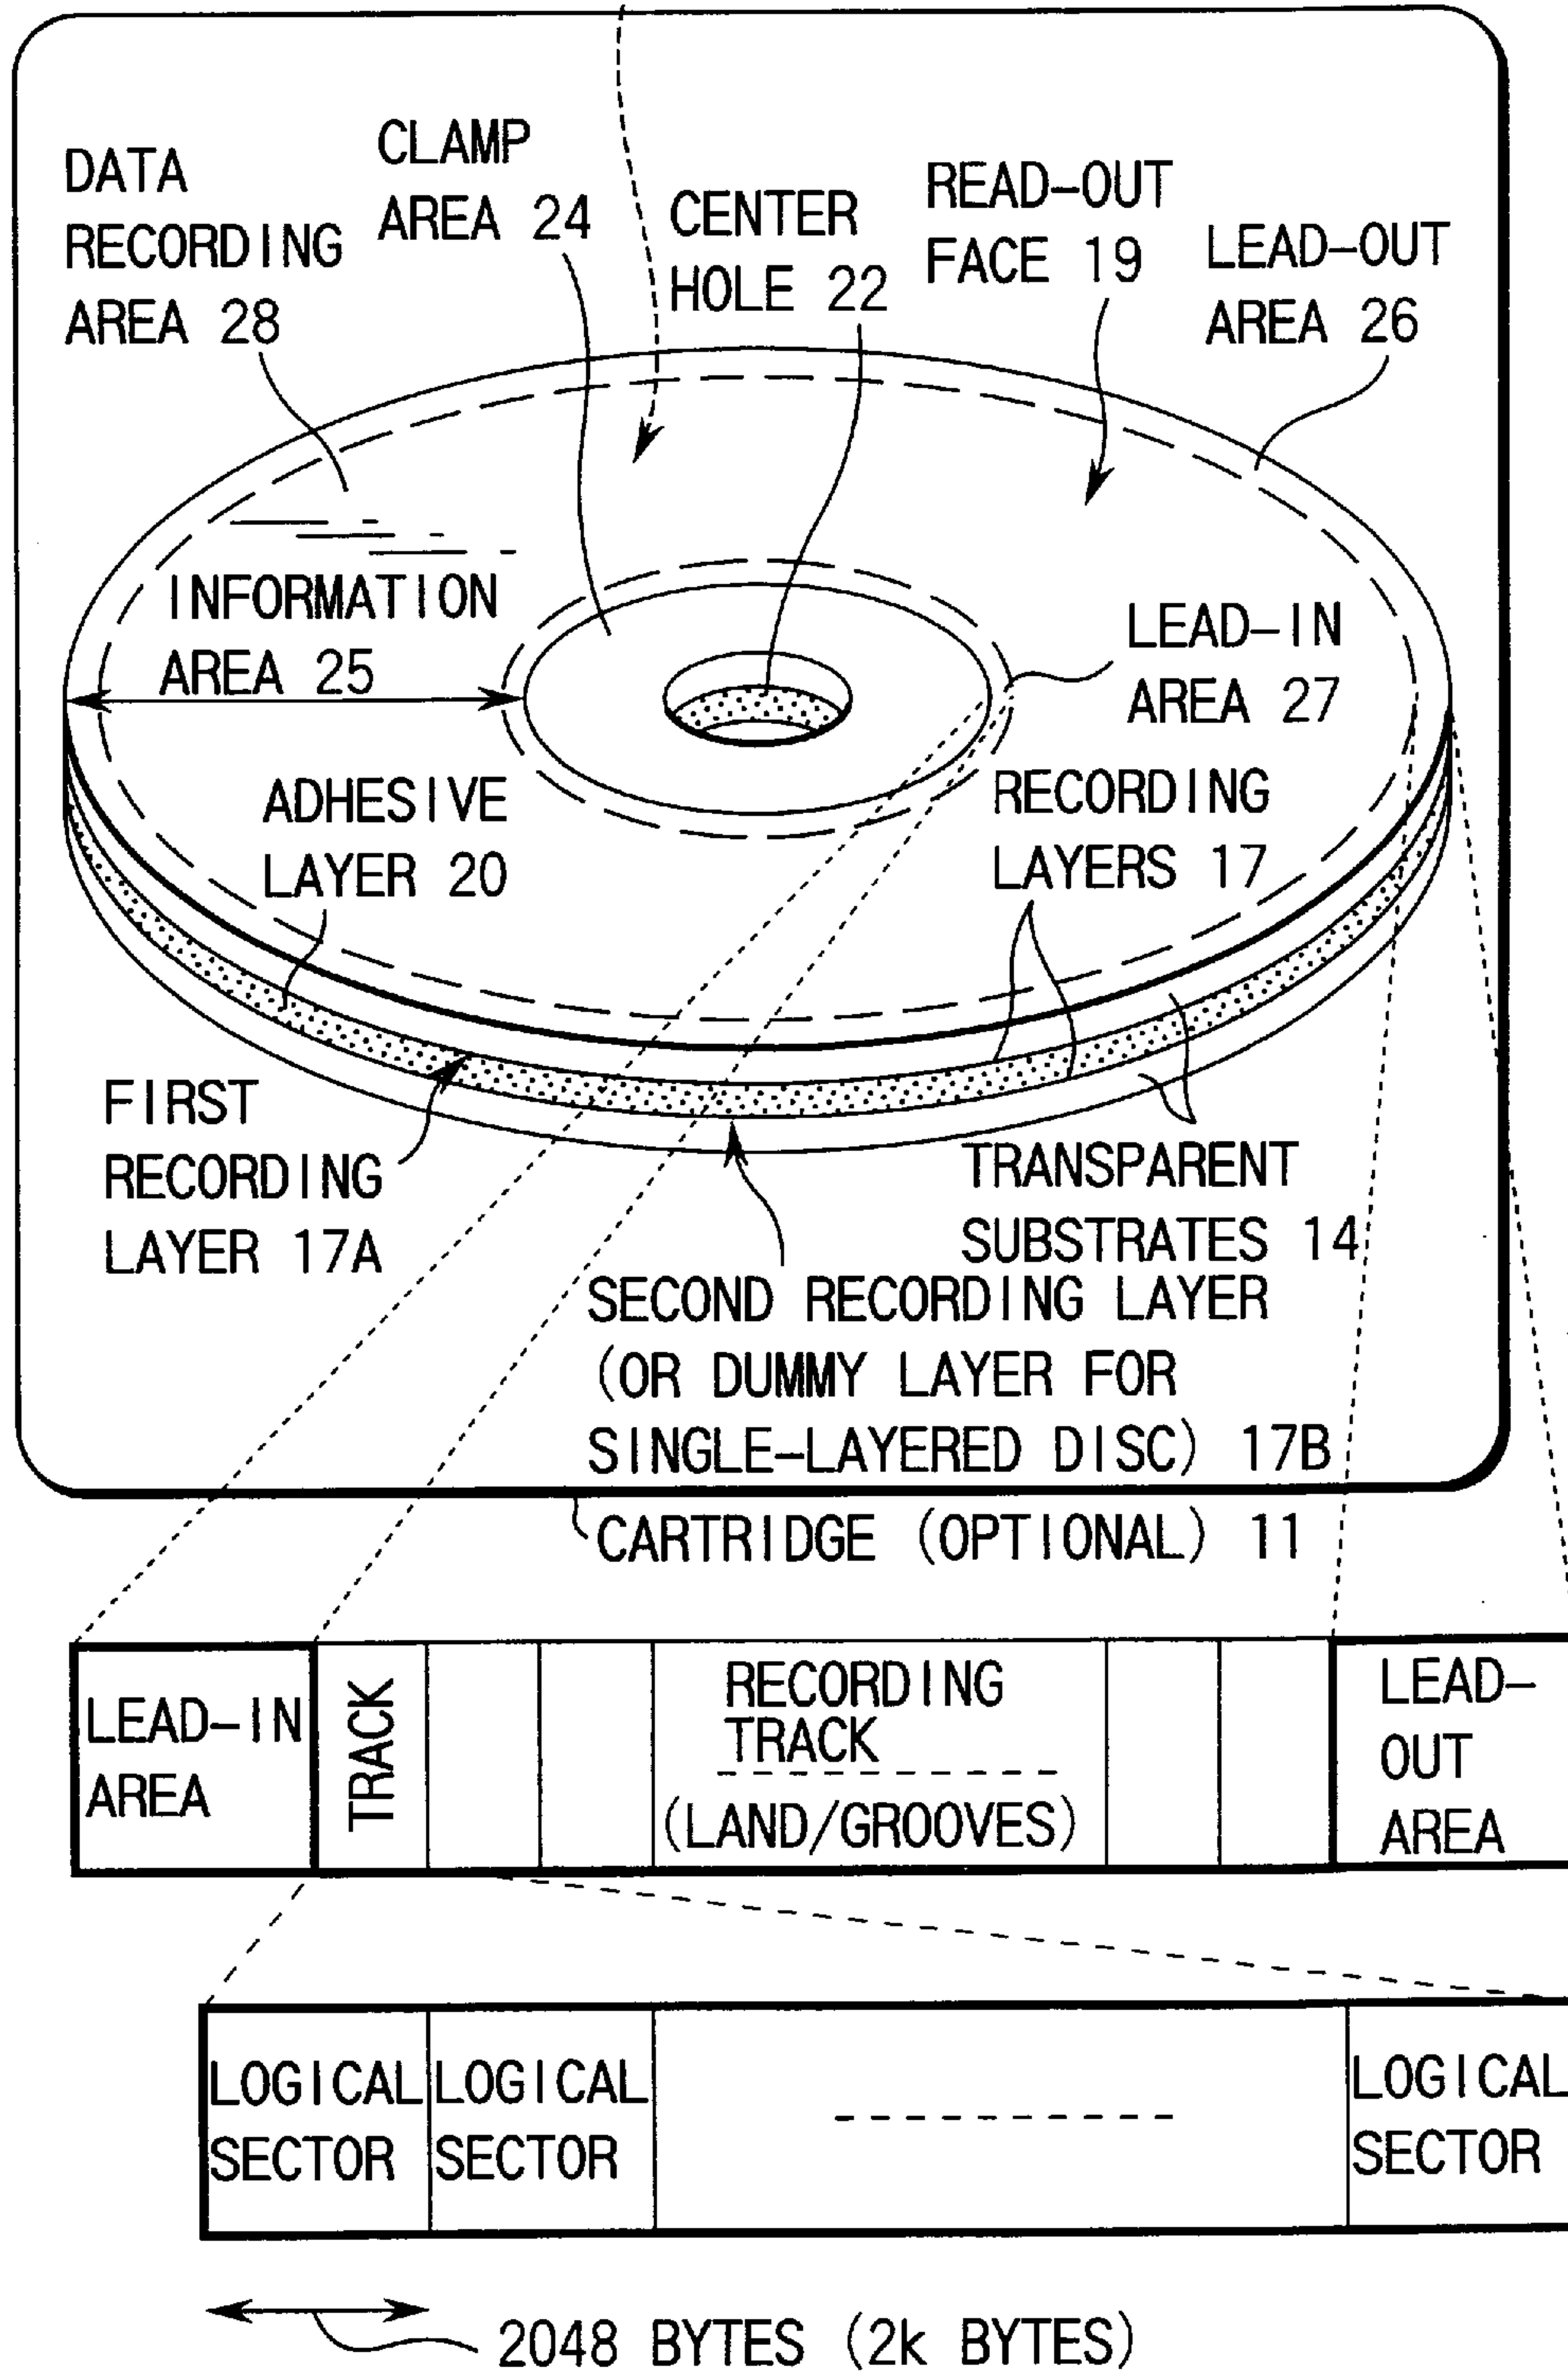 DATA
RECORDING
AREA 28
CLAMP
AREA 24
CENTER
HOLE 22
READ-OUT
FACE 19
LEAD-OUT
AREA 26
INFORMATION
AREA 25
LEAD-IN
AREA 27
ADHESIVE
LAYER 20
RECORDING
LAYERS 17
FIRST
RECORDING
LAYER 17A
TRANSPARENT
SUBSTRATES 14
SECOND RECORDING LAYER
(OR DUMMY LAYER FOR
SINGLE-LAYERED DISC) 17B
CARTRIDGE (OPTIONAL) 11
LEAD-IN
AREA
TRACK
RECORDING
TRACK
(LAND/GROOVES)
LEAD-
OUT
AREA
LOGICAL
SECTOR
LOGICAL
SECTOR
LOGICAL
SECTOR
2048 BYTES (2k BYTES)